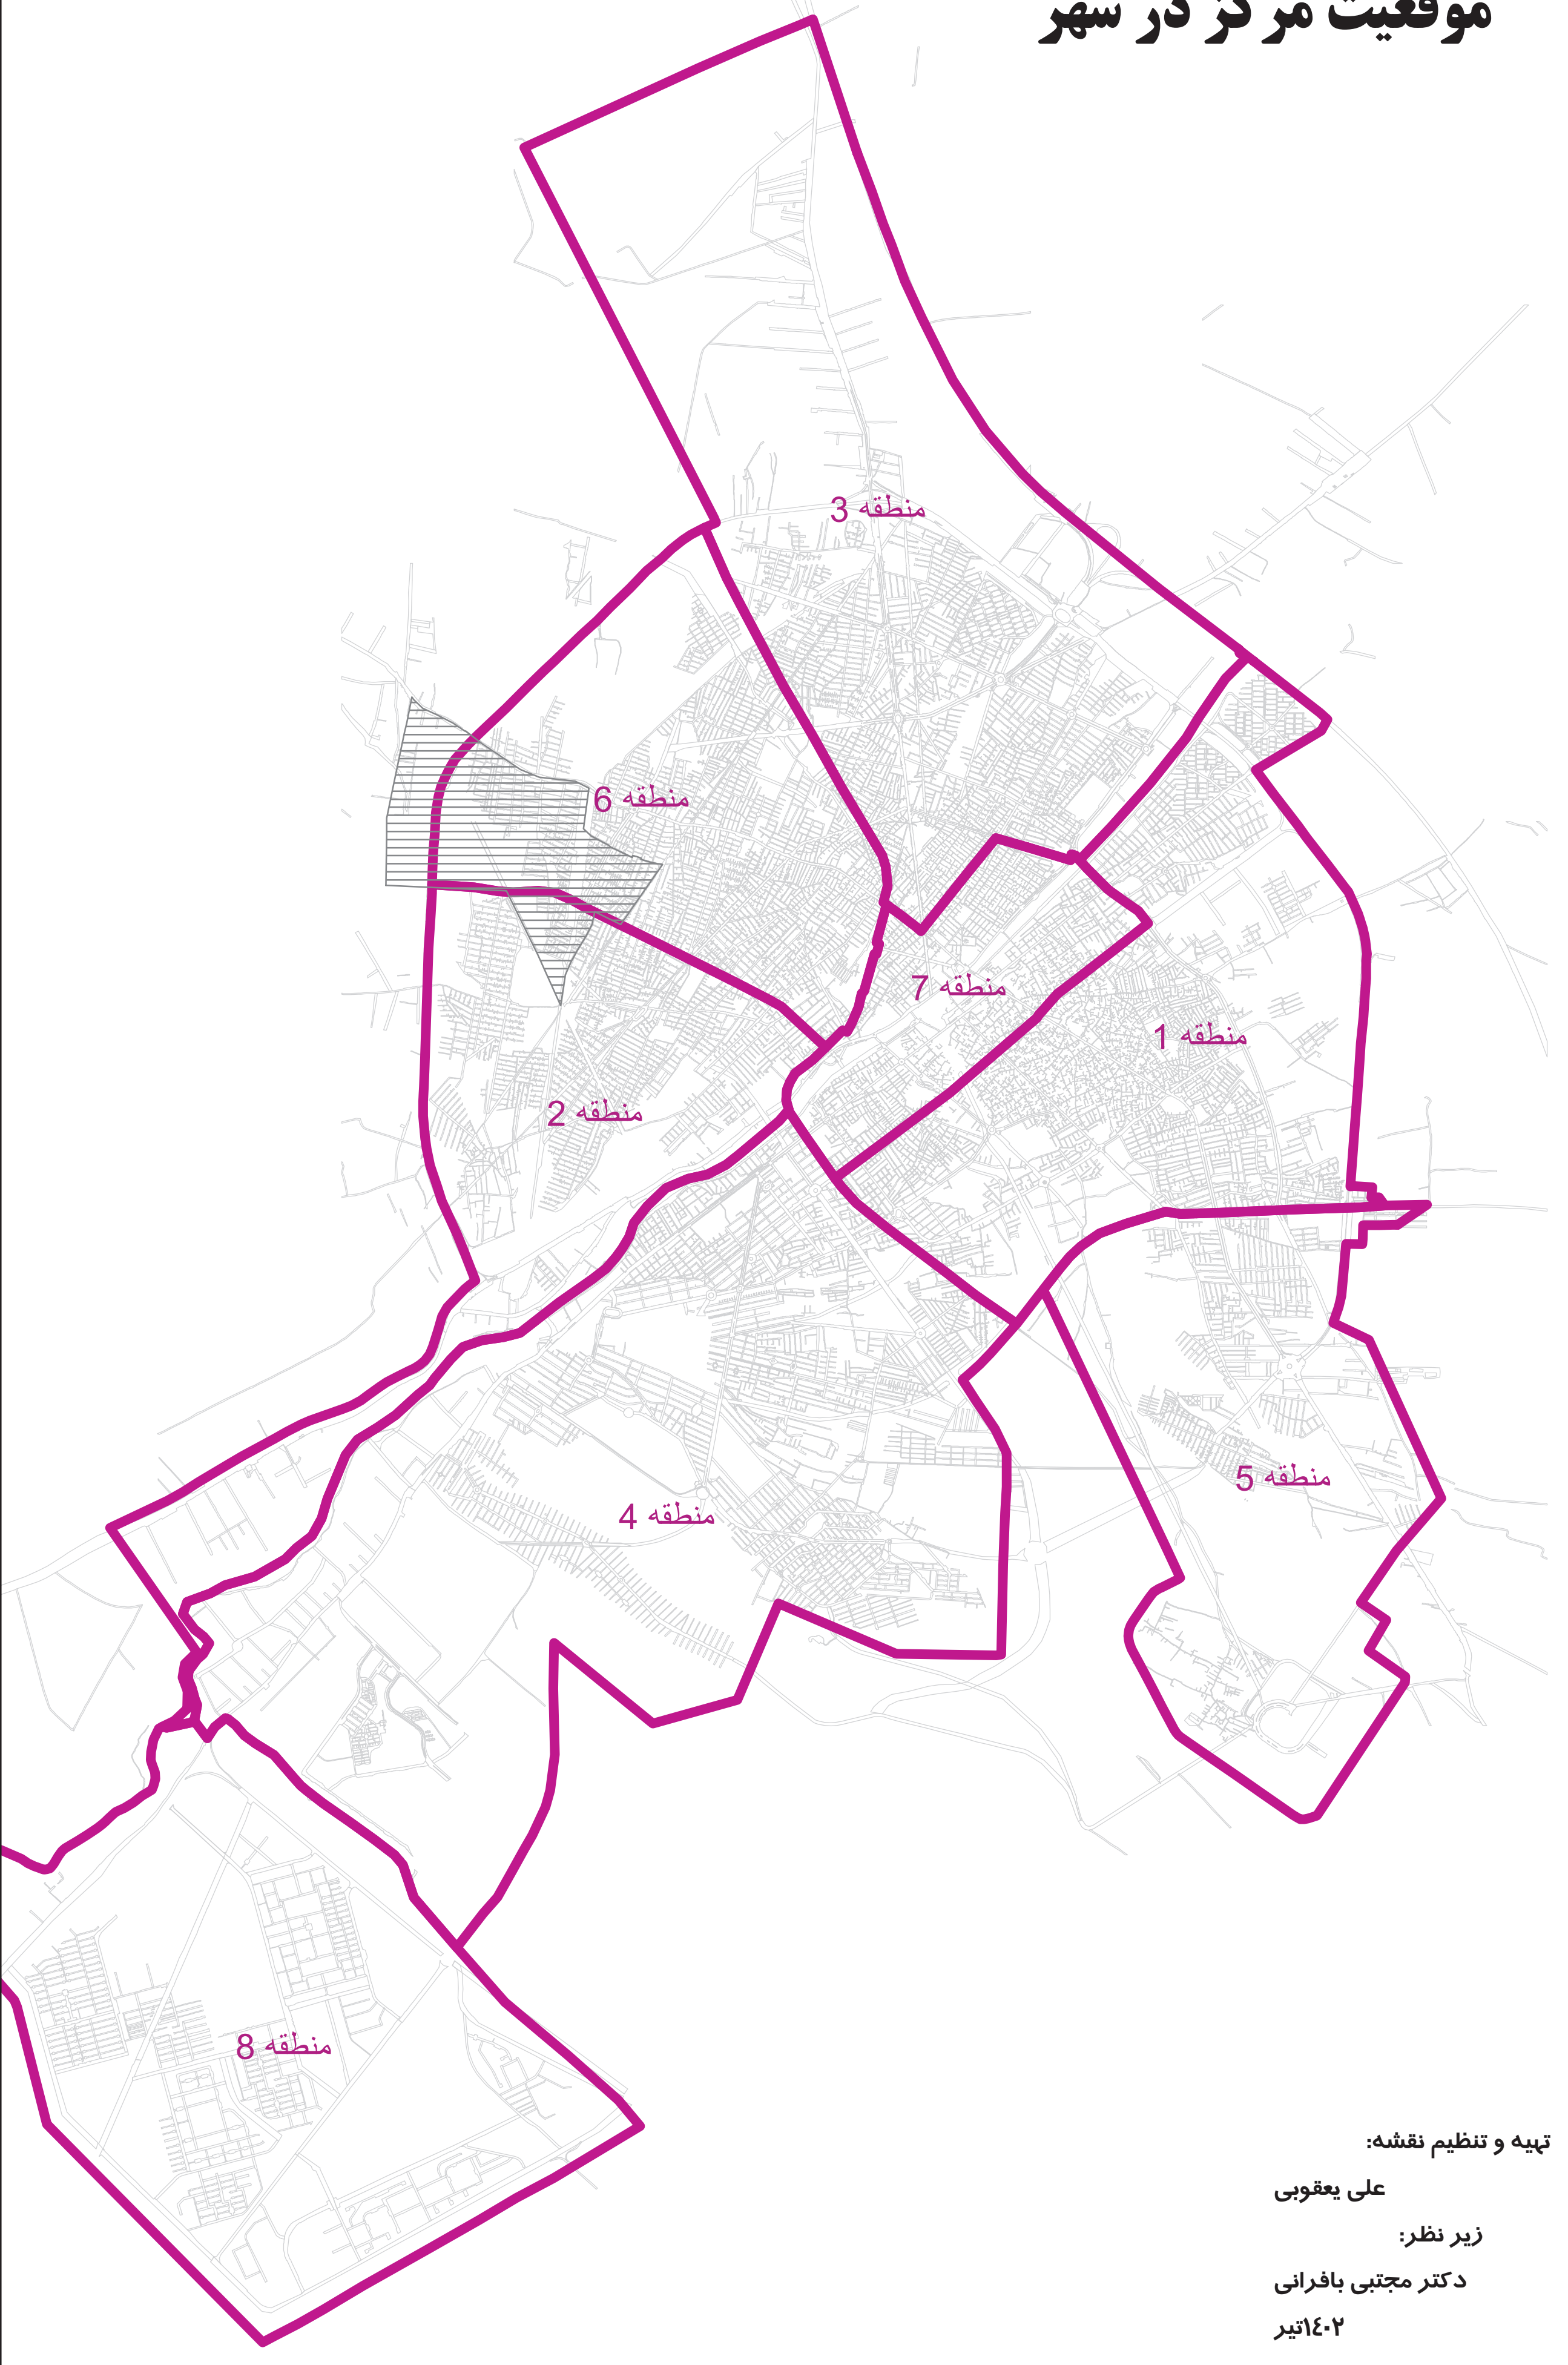 موقعیت مرکز در شهر
منطقه 3
منطقه 6
منطقه 7
منطقه 1
منطقه 2
منطقه 5
منطقه 4
منطقه 8
تهیه و تنظیم نقشه:
علی یعقوبی
زیر نظر:
دکتر مجتبی بافرانی
۱٤۰۲تیر